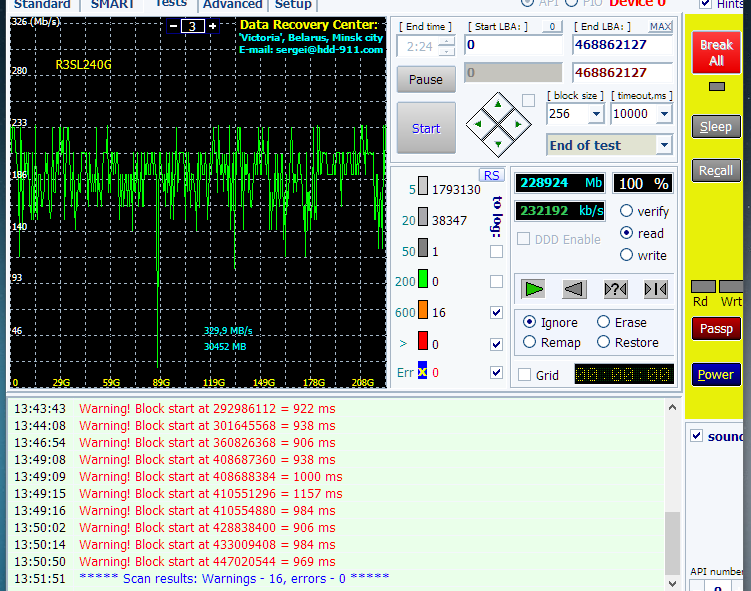 Standard SMART Tests Advanced Setup API PIO Device 0 Hints
326 (Mb/s)
280
233
186
140
93
46
0 29G 59G 89G 119G 149G 178G 208G
R3SL240G
- 3 +
Data Recovery Center:
'Victoria', Belarus, Minsk city
E-mail: sergei@hdd-911.com
329,9 MB/s
30452 MB
[ End time ] [ Start LBA: ] 0 [ End LBA: ] MAX
2:24 0 468862127
Pause 0 468862127
Start
[ block size ] [ timeout,ms ]
256 10000
End of test
RS
to log:
5 1793130
20 38347
50 1
200 0
600 16
> 0
Err x 0
228924 Mb 100 %
232192 kb/s
verify
DDD Enable read
write
?
Ignore Erase
Remap Restore
Grid 00:00:00
Break
All
Sleep
Recall
Rd Wrt
Passp
Power
sound
API number
0
13:43:43 Warning! Block start at 292986112 = 922 ms
13:44:08 Warning! Block start at 301645568 = 938 ms
13:46:54 Warning! Block start at 360826368 = 906 ms
13:49:08 Warning! Block start at 408687360 = 938 ms
13:49:09 Warning! Block start at 408688384 = 1000 ms
13:49:15 Warning! Block start at 410551296 = 1157 ms
13:49:16 Warning! Block start at 410554880 = 984 ms
13:50:02 Warning! Block start at 428838400 = 906 ms
13:50:14 Warning! Block start at 433009408 = 984 ms
13:50:50 Warning! Block start at 447020544 = 969 ms
13:51:51 ***** Scan results: Warnings - 16, errors - 0 *****